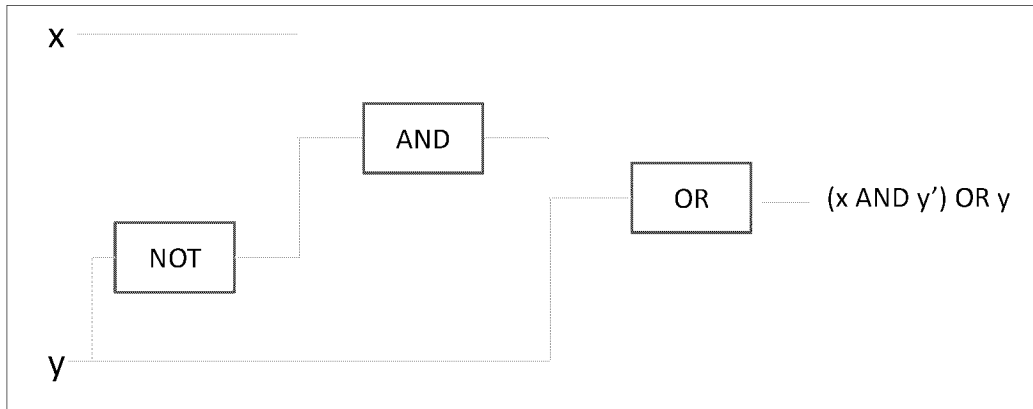 x
AND
OR
(x AND y’) OR y
NOT
y